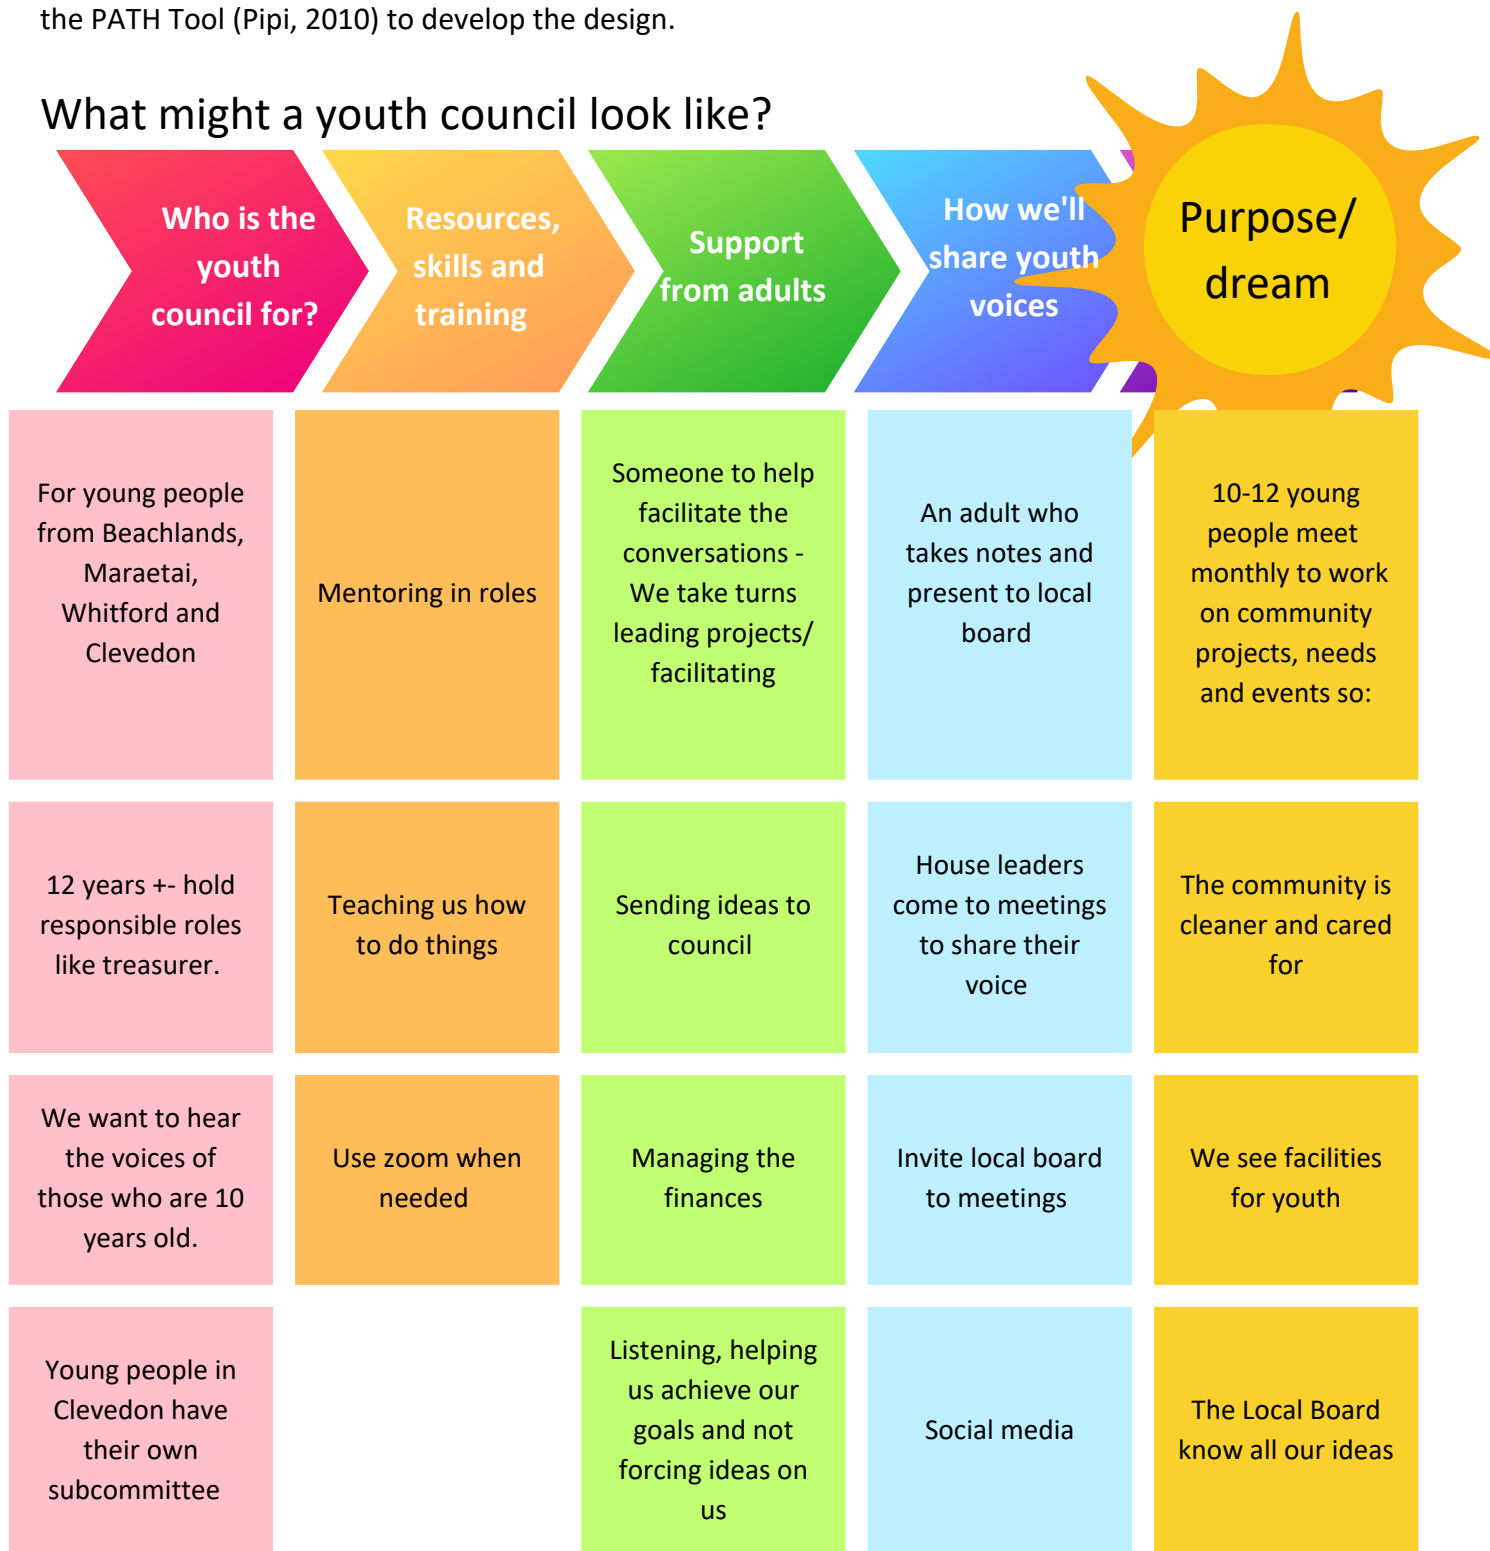 the PATH Tool (Pipi, 2010) to develop the design.
What might a youth council look like?
Who is the
youth
council for?
Resources,
skills and
training
Support
from adults
How we'll
share youth
voices
Purpose/
dream
For young people
from Beachlands,
Maraetai,
Whitford and
Clevedon
Mentoring in roles
Someone to help
facilitate the
conversations -
We take turns
leading projects/
facilitating
An adult who
takes notes and
present to local
board
10-12 young
people meet
monthly to work
on community
projects, needs
and events so:
12 years +- hold
responsible roles
like treasurer.
Teaching us how
to do things
Sending ideas to
council
House leaders
come to meetings
to share their
voice
The community is
cleaner and cared
for
We want to hear
the voices of
those who are 10
years old.
Use zoom when
needed
Managing the
finances
Invite local board
to meetings
We see facilities
for youth
Young people in
Clevedon have
their own
subcommittee
Listening, helping
us achieve our
goals and not
forcing ideas on
us
Social media
The Local Board
know all our ideas